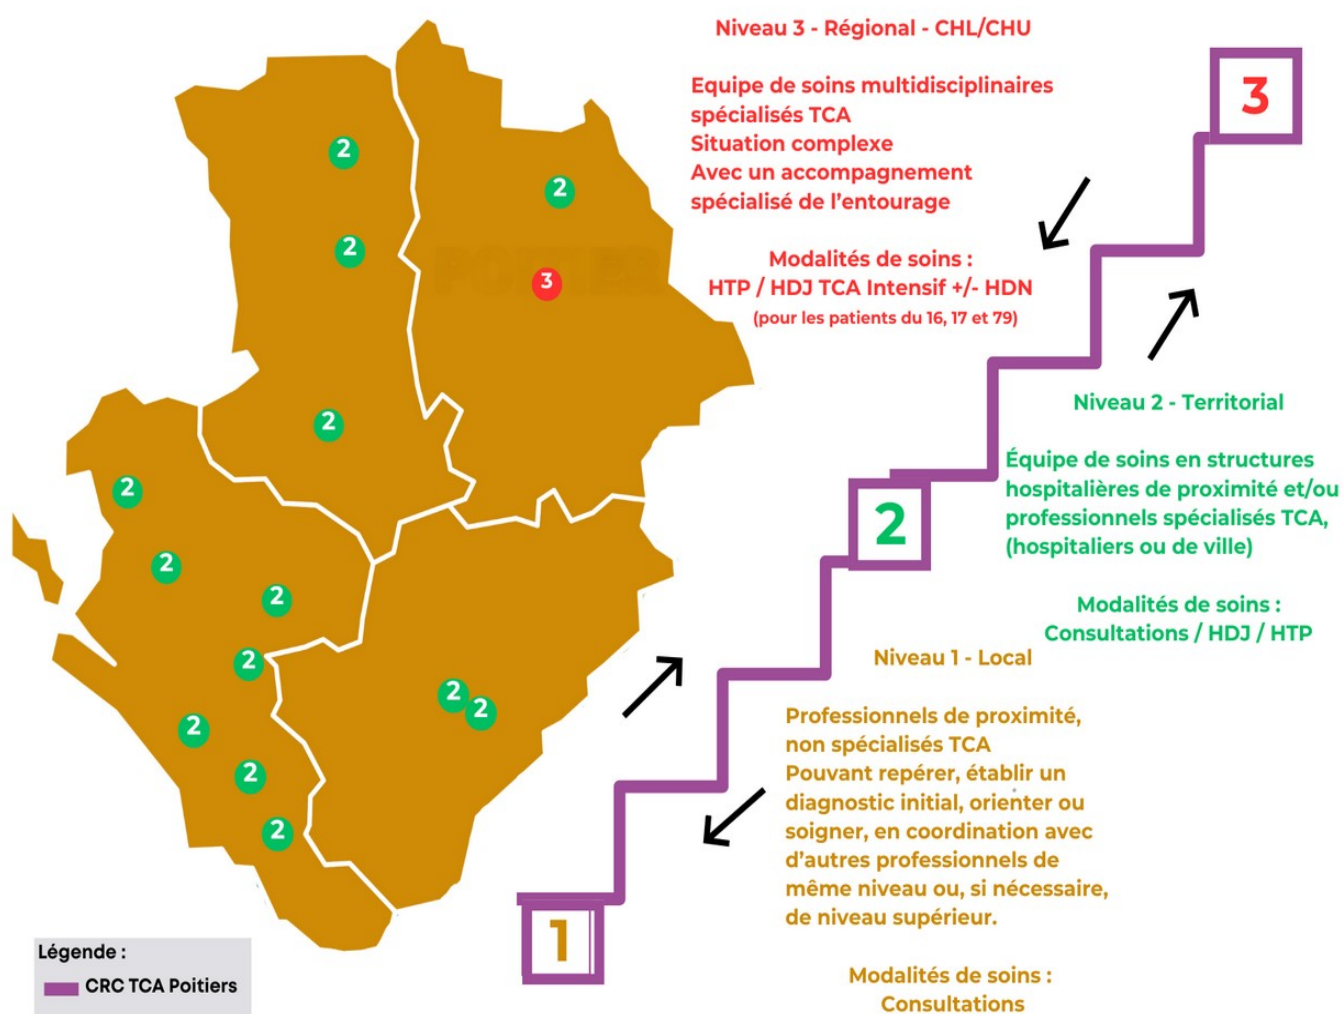 Niveau 3 - Régional - CHL/CHU
Equipe de soins multidisciplinaires
spécialisés TCA
Situation complexe
Avec un accompagnement
spécialisé de l'entourage
Modalités de soins :
HTP / HDJ TCA Intensif +/- HDN
(pour les patients du 16, 17 et 79)
3
2
2
2
3
2
2
2
2
2
2
2
2
2
2
Niveau 2 - Territorial
Équipe de soins en structures
hospitalières de proximité et/ou
professionnels spécialisés TCA,
(hospitaliers ou de ville)
Modalités de soins :
Consultations / HDJ / HTP
2
Niveau 1 - Local
Professionnels de proximité,
non spécialisés TCA
Pouvant repérer, établir un
diagnostic initial, orienter ou
soigner, en coordination avec
d'autres professionnels de
même niveau ou, si nécessaire,
de niveau supérieur.
Modalités de soins :
Consultations
1
Légende :
CRC TCA Poitiers